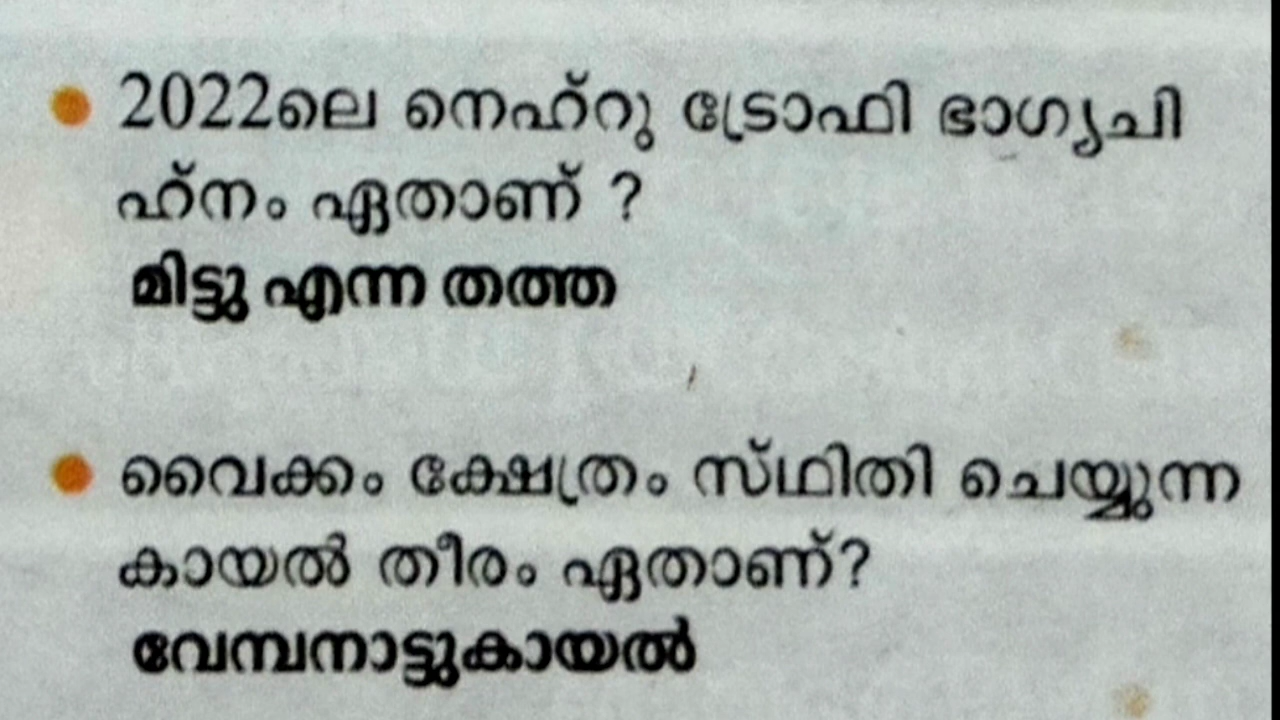 ● 2022ലെ നെഹ്റു ട്രോഫി ഭാഗ്യചി
ഹ്നം ഏതാണ് ?
മിട്ടു എന്ന തത്ത
● വൈക്കം ക്ഷേത്രം സ്ഥിതി ചെയ്യുന്ന
കായൽ തീരം ഏതാണ്?
വേമ്പനാട്ടുകായൽ